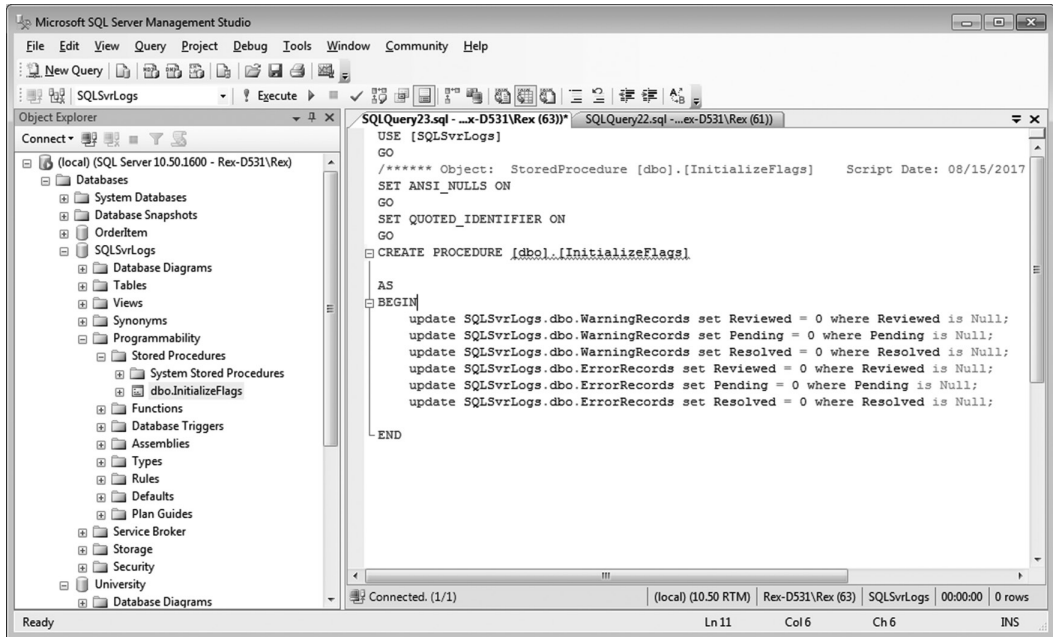 Microsoft SQL Server Management Studio
File Edit View Query Project Debug Tools Window Community Help
New Query
SQLSvrLogs Execute
Object Explorer
Connect
(local) (SQL Server 10.50.1600 - Rex-D531\Rex)
Databases
System Databases
Database Snapshots
OrderItem
SQLSvrLogs
Database Diagrams
Tables
Views
Synonyms
Programmability
Stored Procedures
System Stored Procedures
dbo.InitializeFlags
Functions
Database Triggers
Assemblies
Types
Rules
Defaults
Plan Guides
Service Broker
Storage
Security
University
Database Diagrams
SQLQuery23.sql - ...x-D531\Rex (63))* SQLQuery22.sql -...ex-D531\Rex (61))
USE [SQLSvrLogs]
GO
/****** Object: StoredProcedure [dbo].[InitializeFlags] Script Date: 08/15/2017
SET ANSI_NULLS ON
GO
SET QUOTED_IDENTIFIER ON
GO
CREATE PROCEDURE [dbo].[InitializeFlags]
AS
BEGIN
update SQLSvrLogs.dbo.WarningRecords set Reviewed = 0 where Reviewed is Null;
update SQLSvrLogs.dbo.WarningRecords set Pending = 0 where Pending is Null;
update SQLSvrLogs.dbo.WarningRecords set Resolved = 0 where Resolved is Null;
update SQLSvrLogs.dbo.ErrorRecords set Reviewed = 0 where Reviewed is Null;
update SQLSvrLogs.dbo.ErrorRecords set Pending = 0 where Pending is Null;
update SQLSvrLogs.dbo.ErrorRecords set Resolved = 0 where Resolved is Null;
END
Connected. (1/1) (local) (10.50 RTM) Rex-D531\Rex (63) SQLSvrLogs 00:00:00 0 rows
Ready Ln 11 Col 6 Ch 6 INS